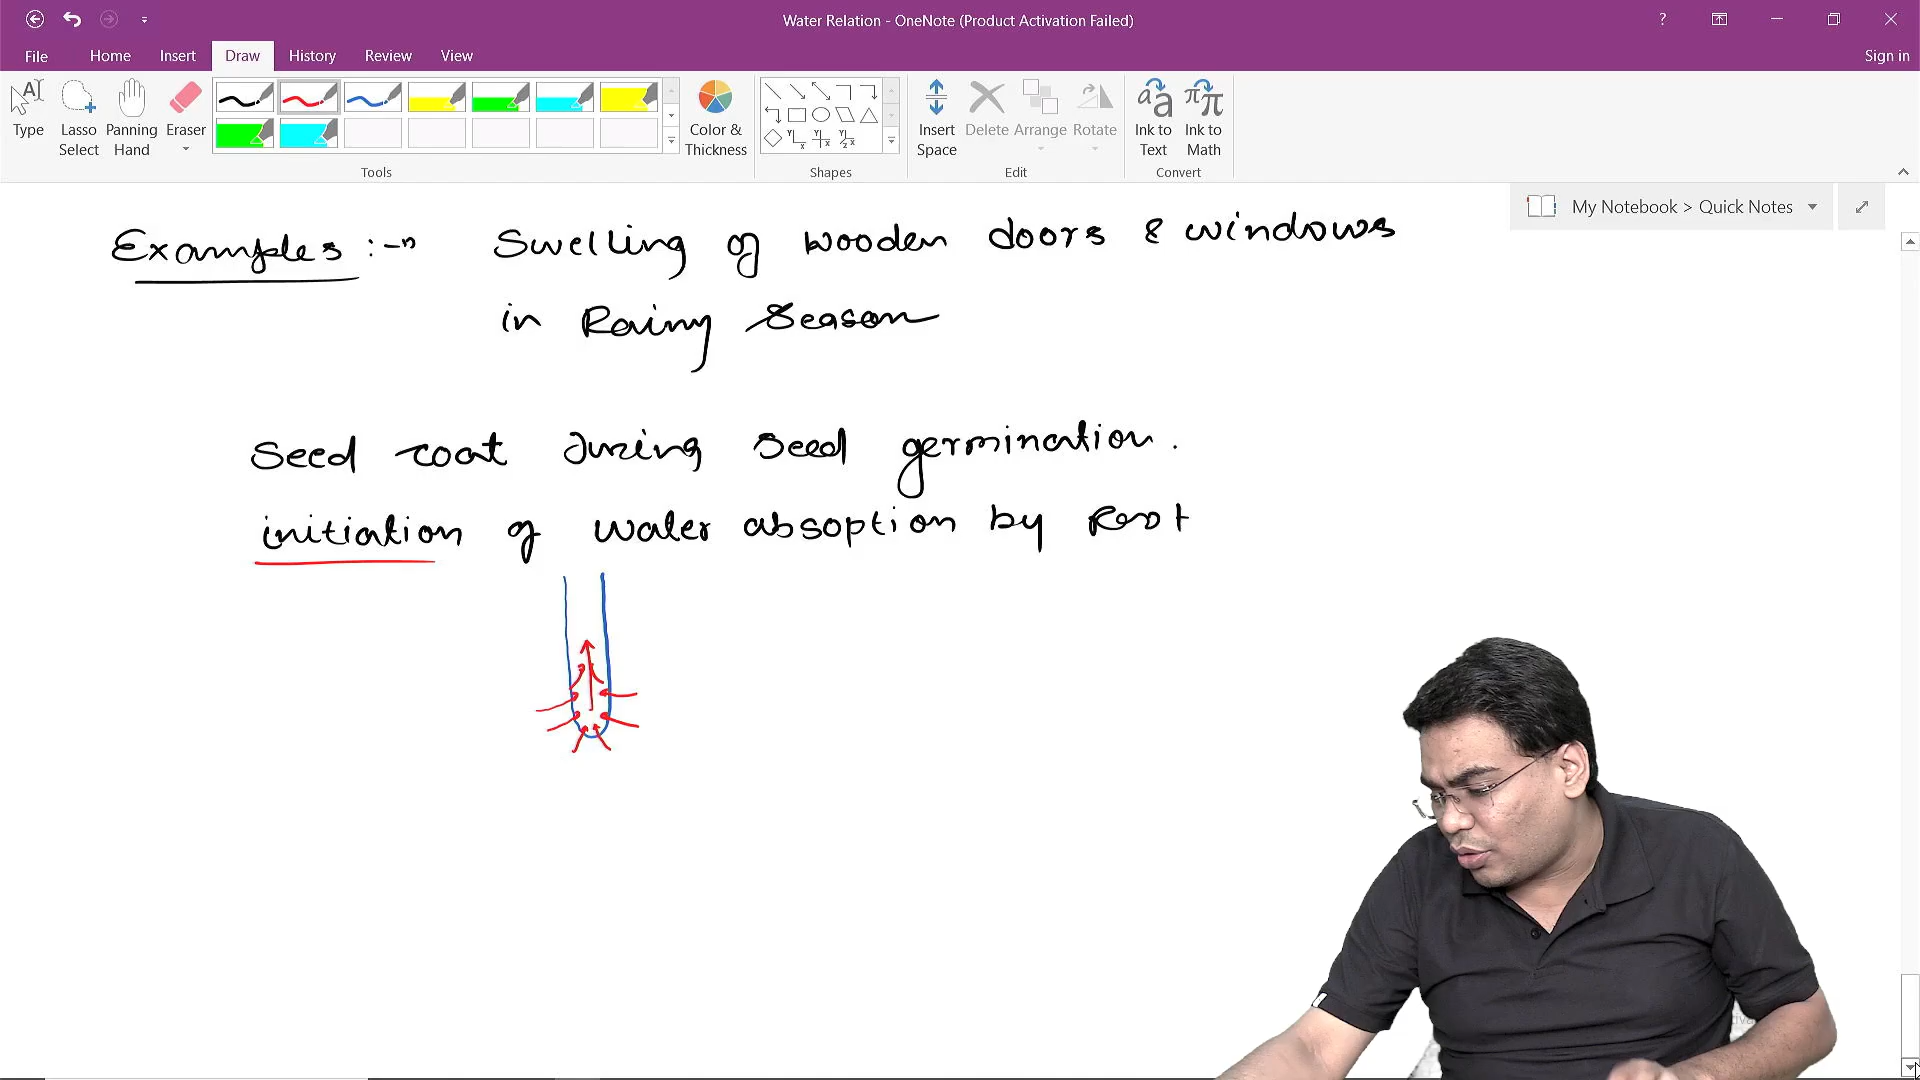 Water Relation - OneNote (Product Activation Failed)
?
File Home Insert Draw History Review View
Sign in
Type
Lasso Select
Panning Hand
Eraser
Color & Thickness
Insert Space
Delete
Arrange
Rotate
Ink to Text
Ink to Math
Tools
Shapes
Edit
Convert
My Notebook > Quick Notes
Examples :-" Swelling of wooden doors & windows
in Rainy Season
Seed coat during seed germination.
initiation of water absoption by Root